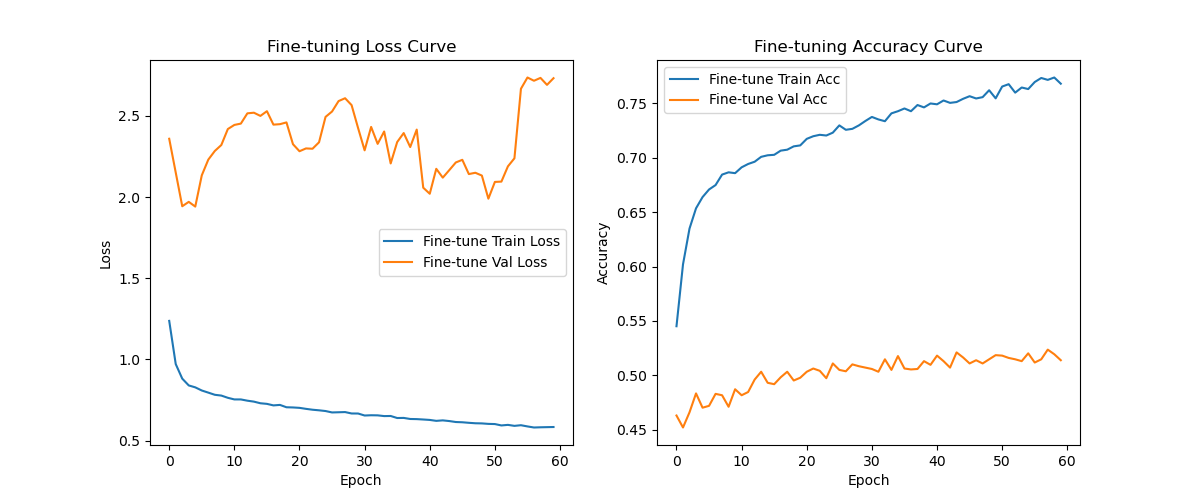 Fine-tuning Loss Curve
2.5
2.0
1.5
1.0
0.5
Loss
Fine-tune Train Loss
Fine-tune Val Loss
0 10 20 30 40 50 60
Epoch
Fine-tuning Accuracy Curve
Fine-tune Train Acc
Fine-tune Val Acc
0.75
0.70
0.65
0.60
0.55
0.50
0.45
Accuracy
0 10 20 30 40 50 60
Epoch